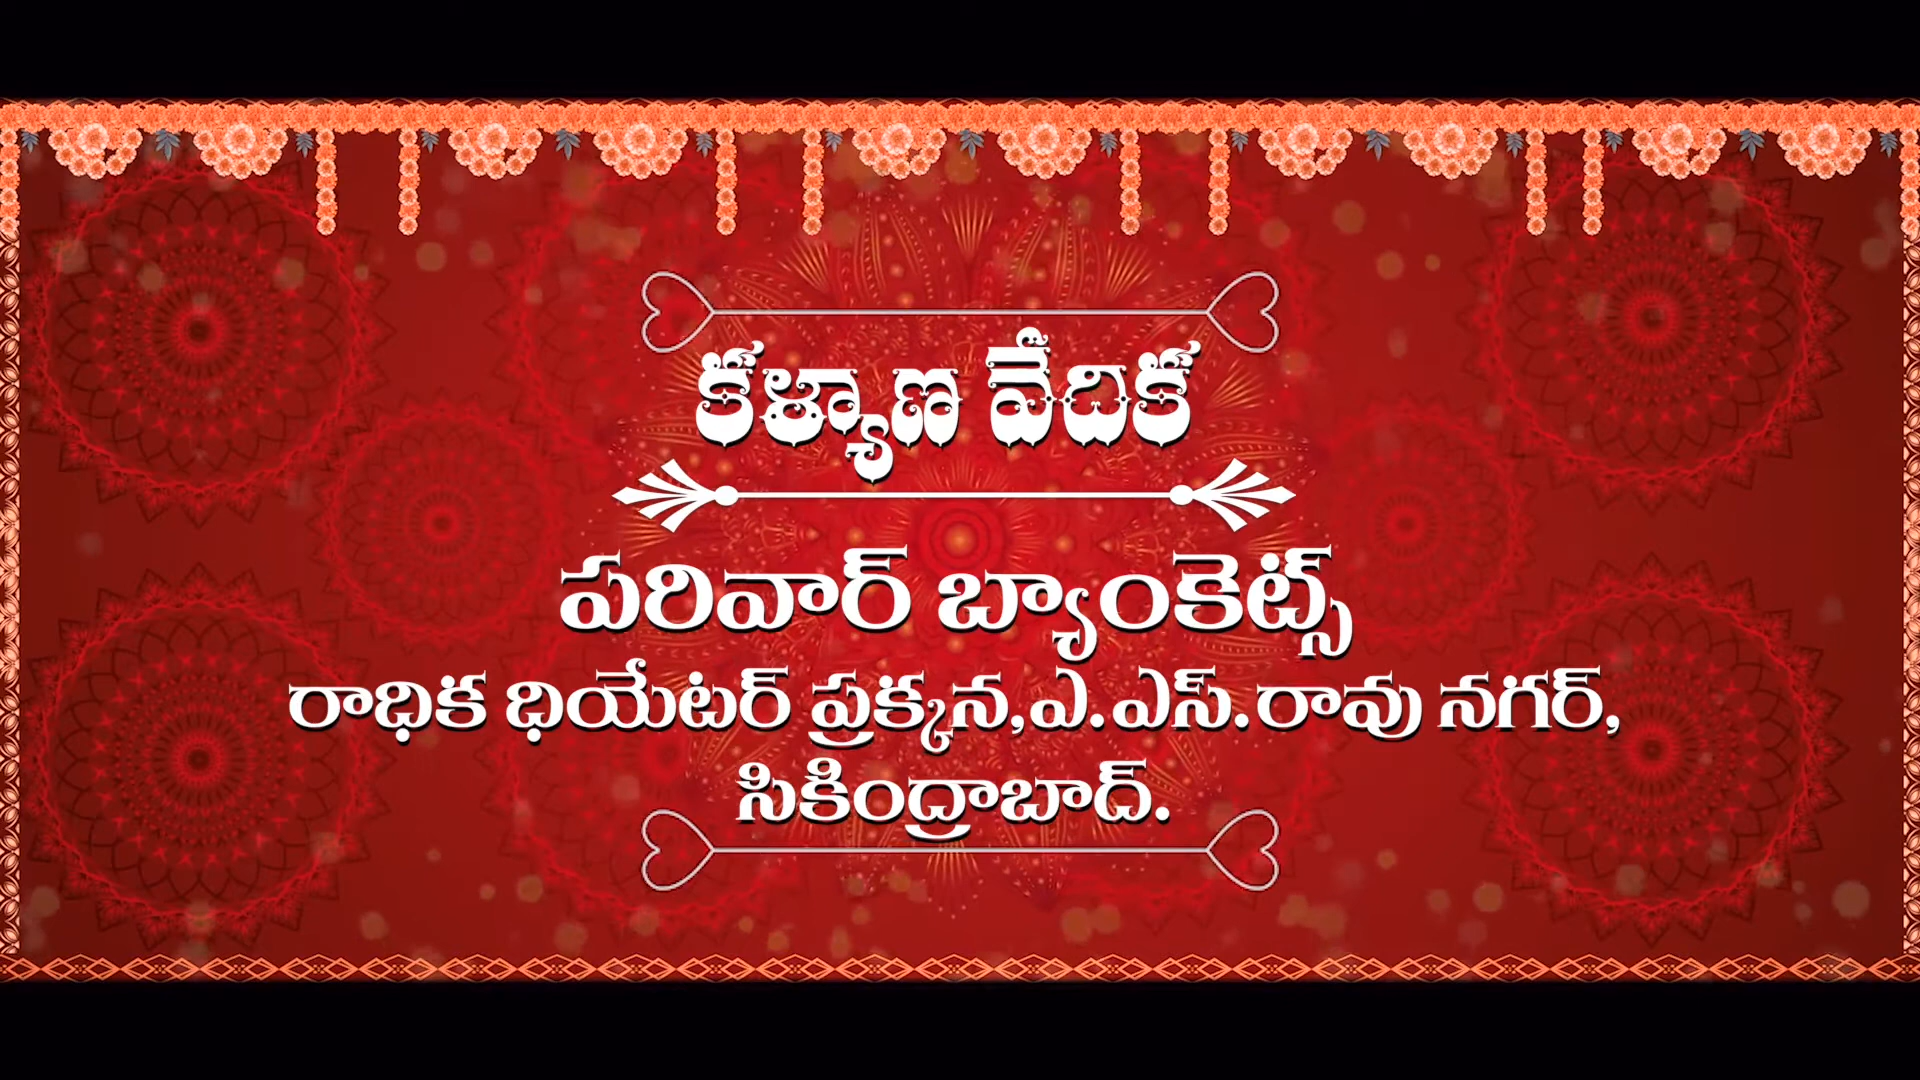 కళ్యాణ వేదిక
పరివార్ బ్యాంకెట్స్
రాధిక ధియేటర్ ప్రక్కన,ఎ.ఎస్.రావు నగర్,
సికింద్రాబాద్.